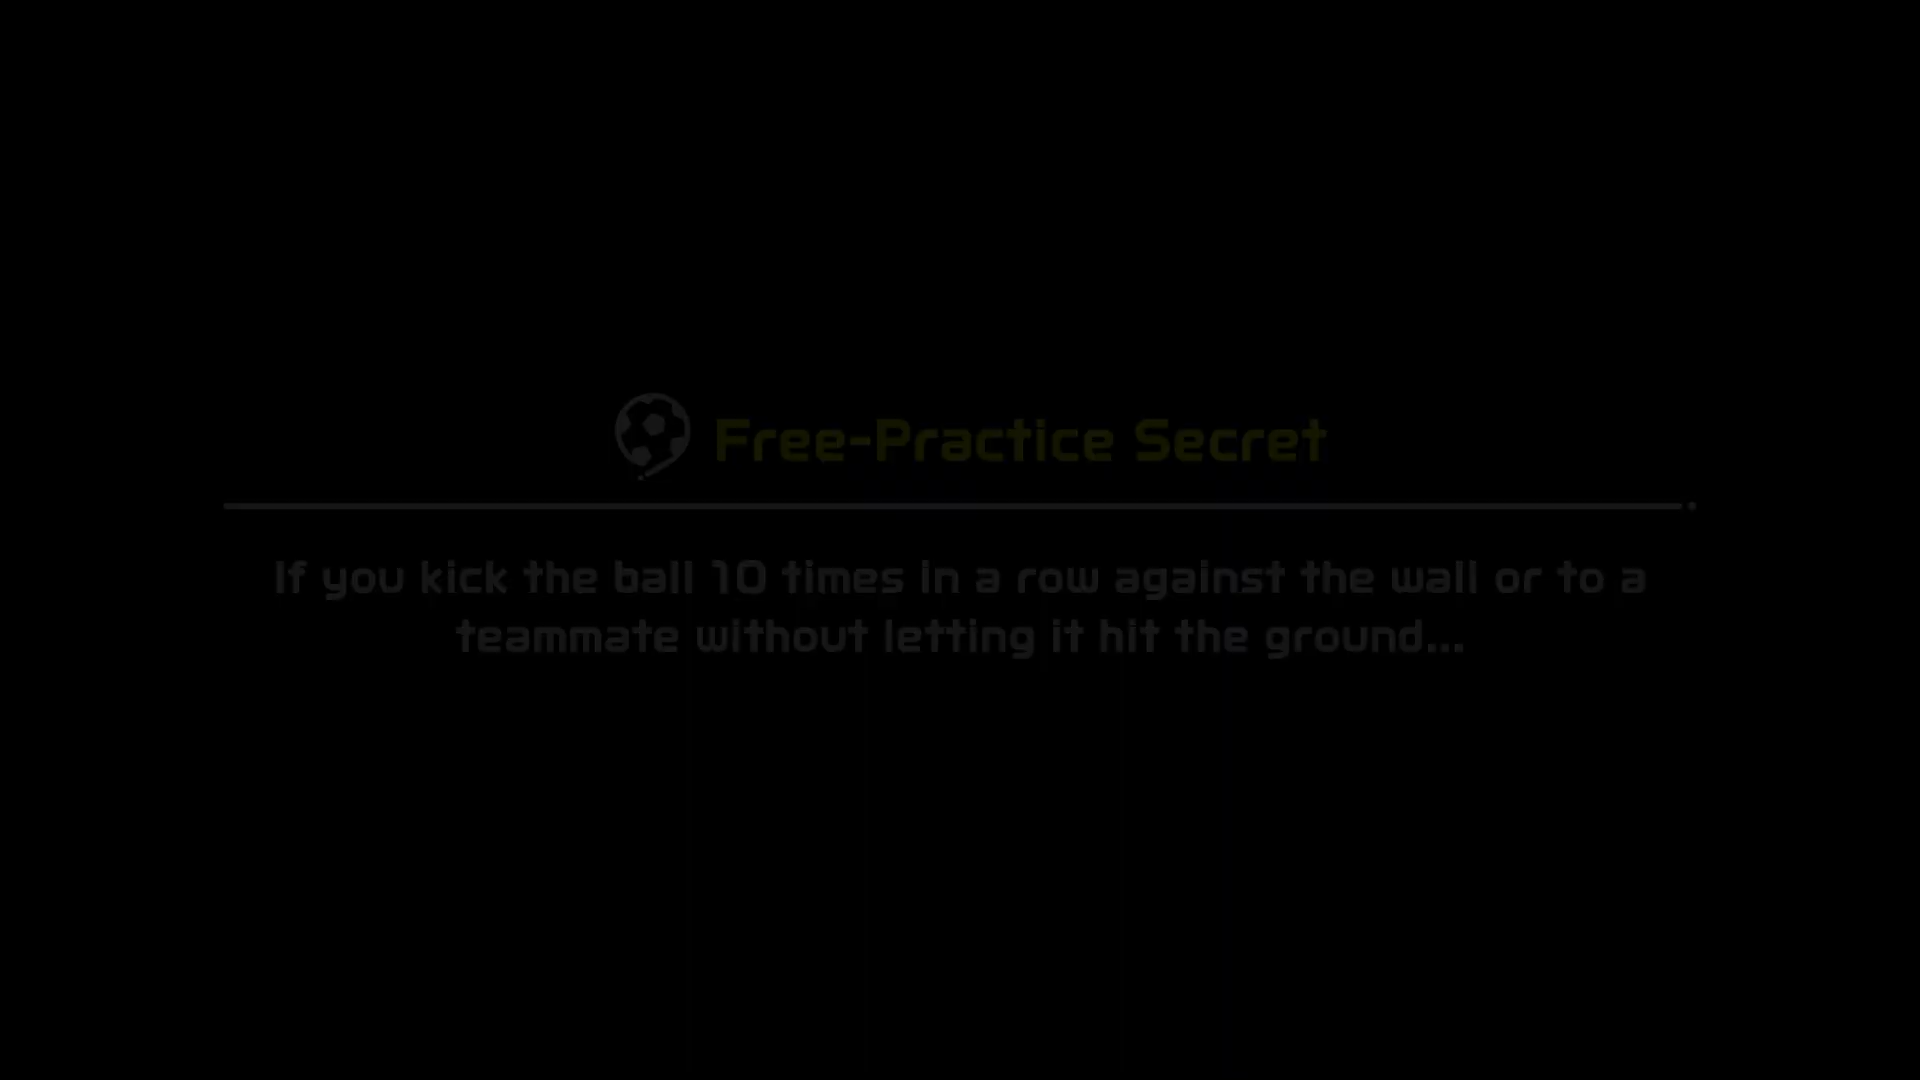 Free-Practice Secret
If you kick the ball 10 times in a row against the wall or to a
teammate without letting it hit the ground...